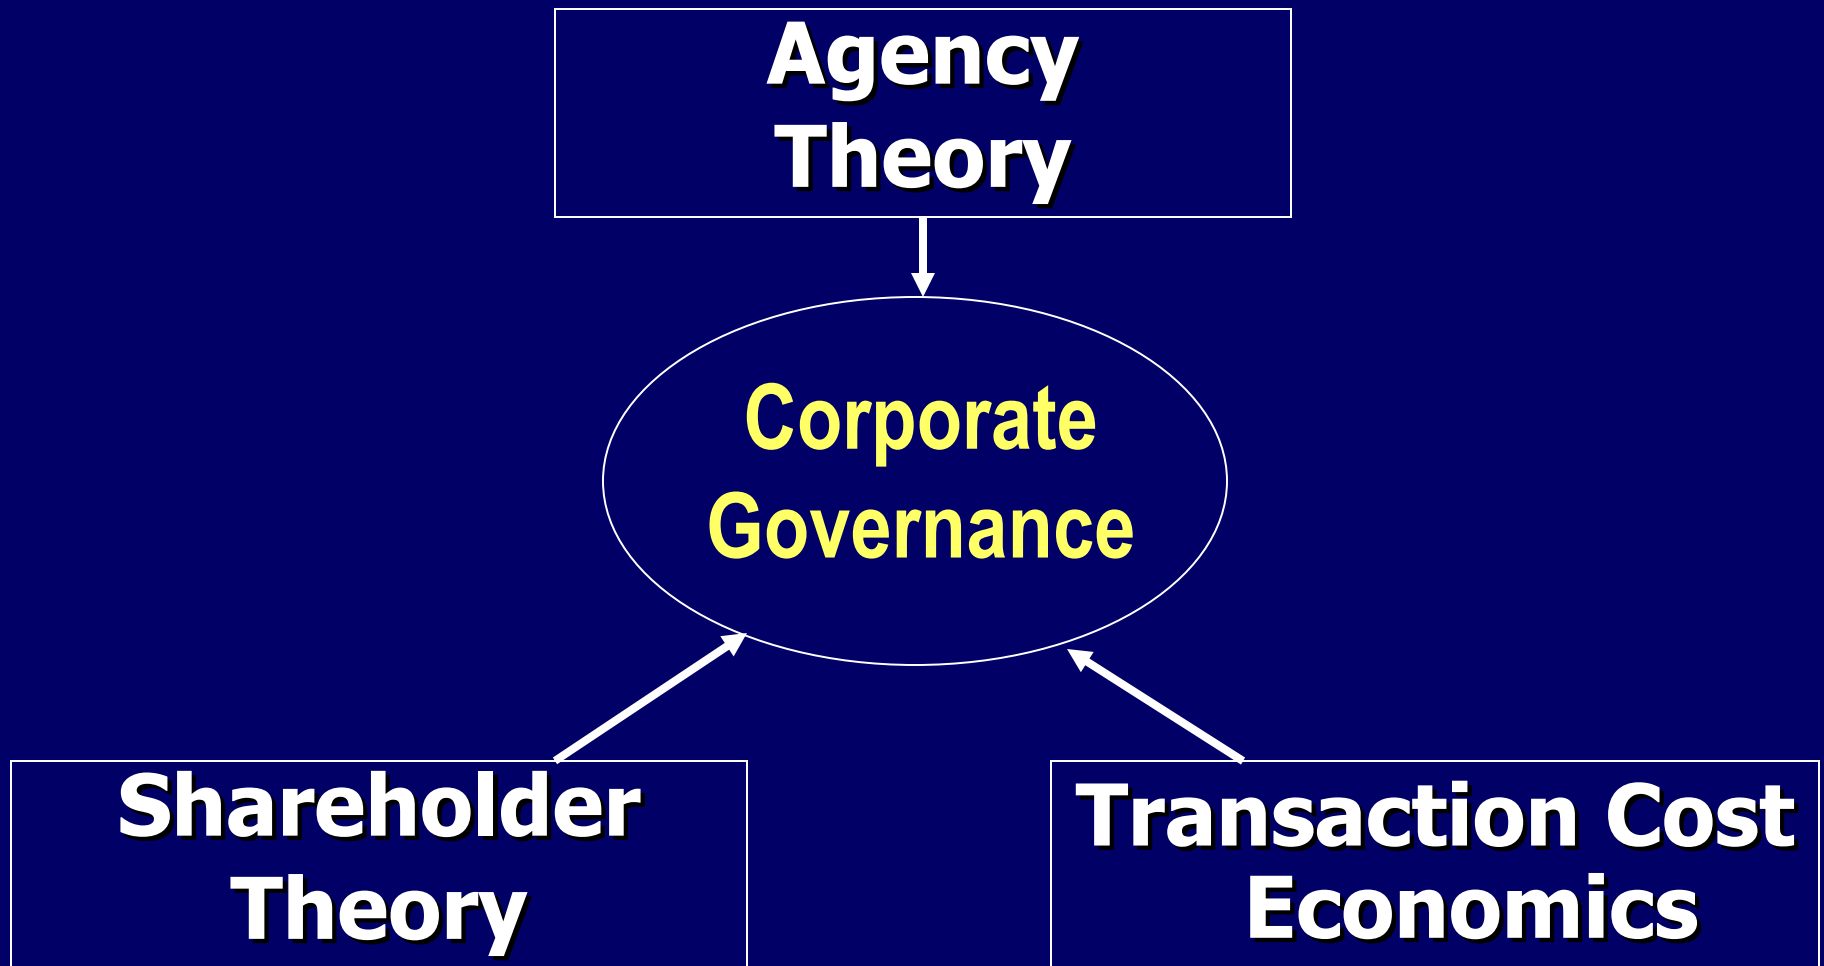 Agency
Theory
Corporate
Governance
Shareholder
Theory
Transaction Cost
Economics